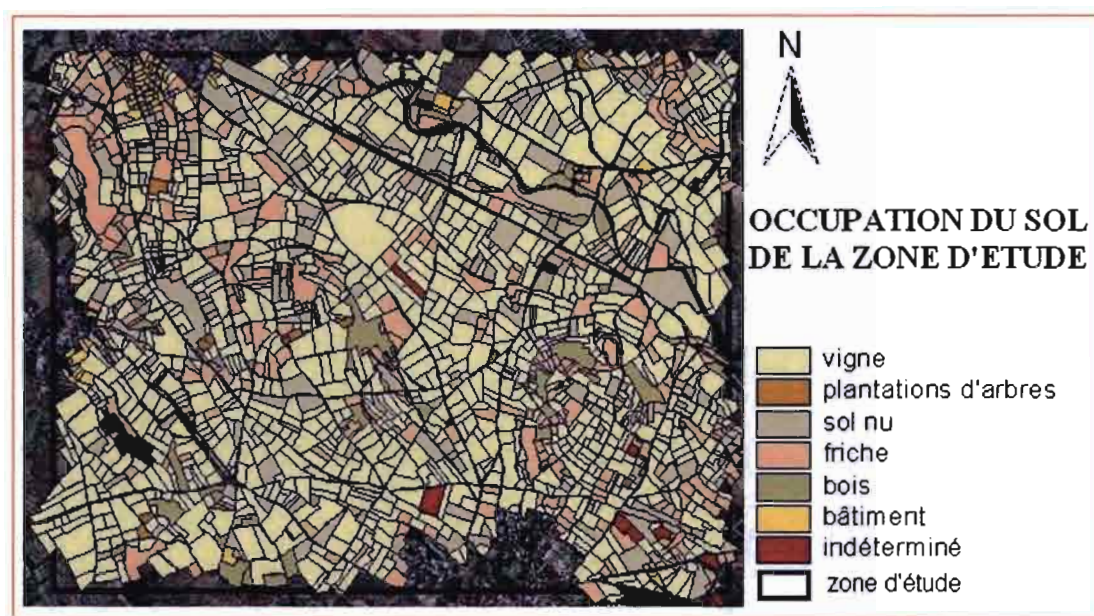 N
OCCUPATION DU SOL
DE LA ZONE D'ETUDE
vigne
plantations d'arbres
sol nu
friche
bois
bâtiment
indéterminé
zone d'étude